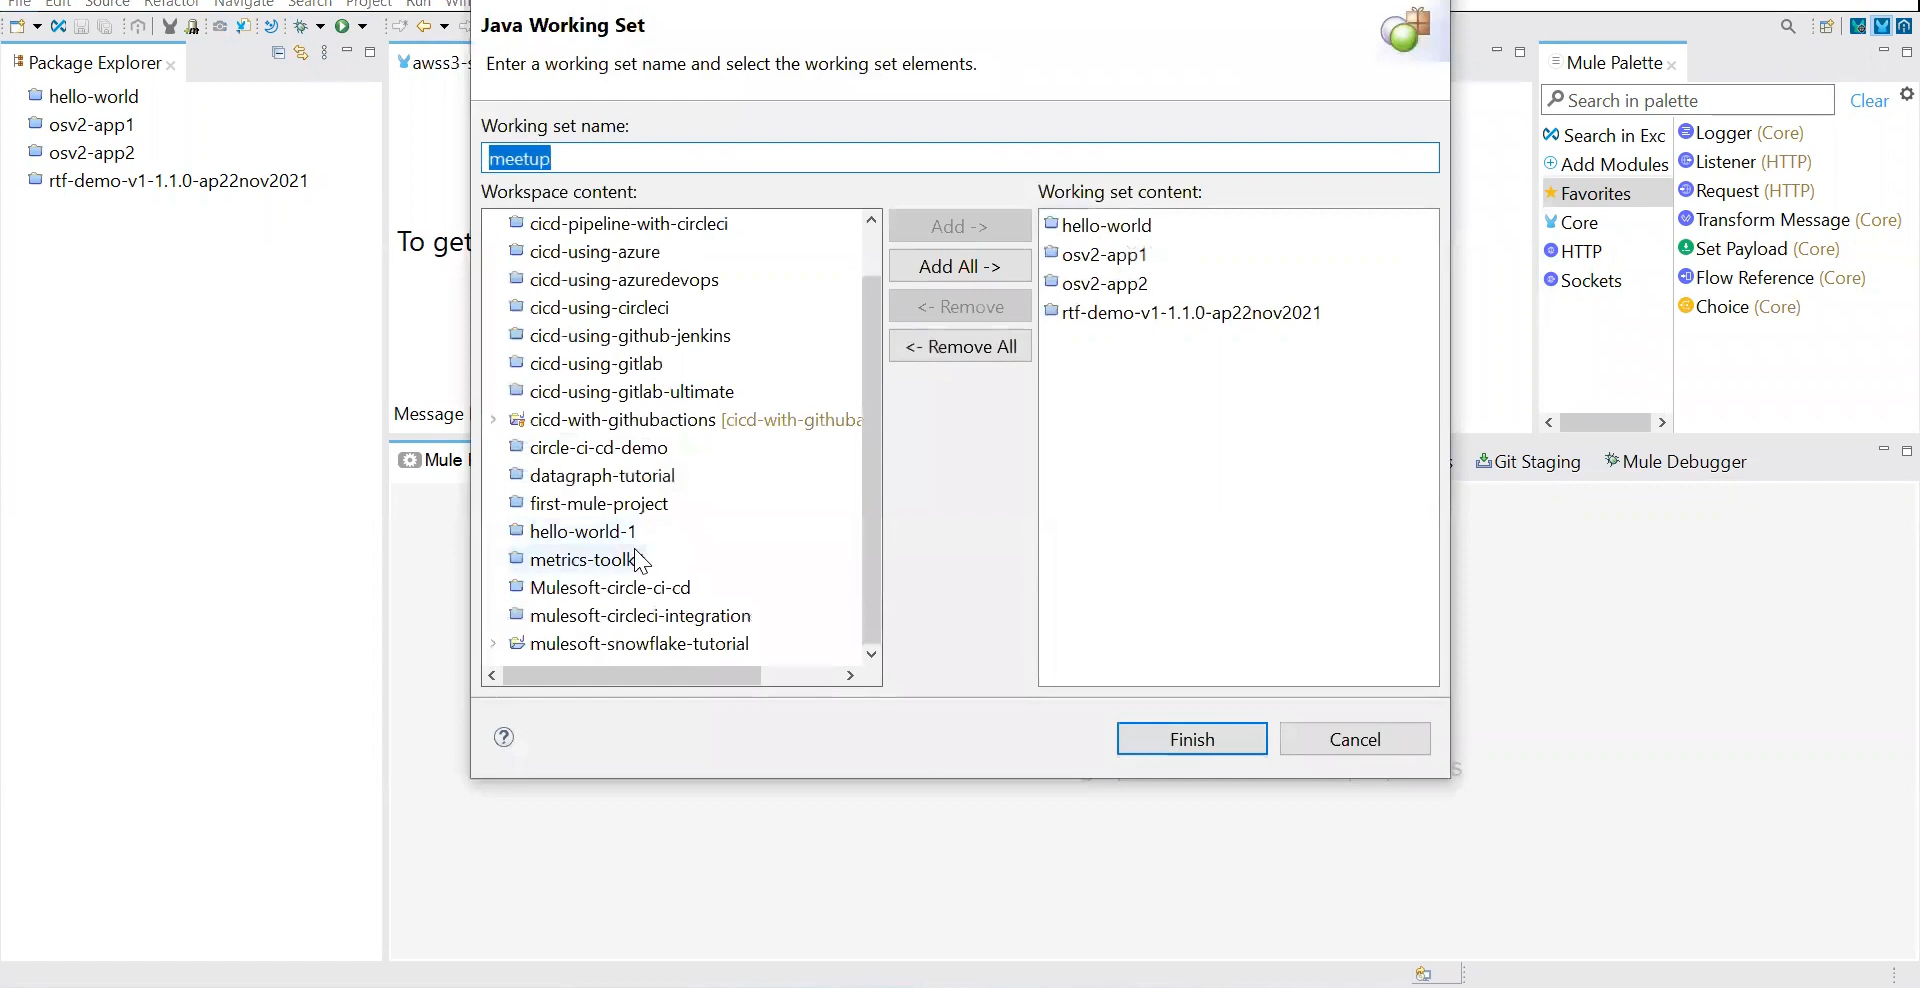 File Edit Source Refactor Navigate Search Project Run
Package Explorer
hello-world
osv2-app1
osv2-app2
rtf-demo-v1-1.1.0-ap22nov2021
awss3-s
To get
Message
Mule
Java Working Set
Enter a working set name and select the working set elements.
Working set name:
meetup
Workspace content:
cicd-pipeline-with-circleci
cicd-using-azure
cicd-using-azuredevops
cicd-using-circleci
cicd-using-github-jenkins
cicd-using-gitlab
cicd-using-gitlab-ultimate
cicd-with-githubactions [cicd-with-githuba
circle-ci-cd-demo
datagraph-tutorial
first-mule-project
hello-world-1
metrics-toolk
Mulesoft-circle-ci-cd
mulesoft-circleci-integration
mulesoft-snowflake-tutorial
Add ->
Add All ->
<- Remove
<- Remove All
Working set content:
hello-world
osv2-app1
osv2-app2
rtf-demo-v1-1.1.0-ap22nov2021
Finish
Cancel
Mule Palette
Search in palette
Clear
Search in Exc
Add Modules
Favorites
Core
HTTP
Sockets
Logger (Core)
Listener (HTTP)
Request (HTTP)
Transform Message (Core)
Set Payload (Core)
Flow Reference (Core)
Choice (Core)
s
Git Staging
Mule Debugger
s